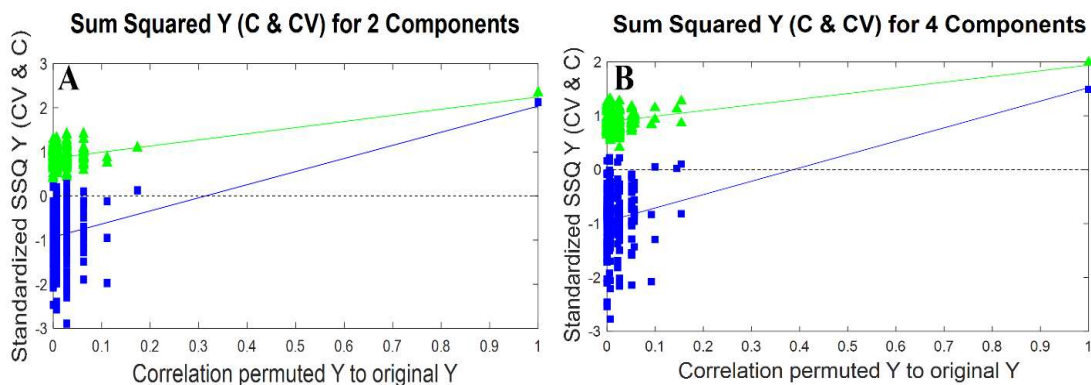 Sum Squared Y (C & CV) for 2 Components
A
Standardized SSQ Y (CV & C)
3
2
1
0
-1
-2
-3
0 0.1 0.2 0.3 0.4 0.5 0.6 0.7 0.8 0.9 1
Correlation permuted Y to original Y
Sum Squared Y (C & CV) for 4 Components
B
Standardized SSQ Y (CV & C)
2
1
0
-1
-2
-3
0 0.1 0.2 0.3 0.4 0.5 0.6 0.7 0.8 0.9 1
Correlation permuted Y to original Y